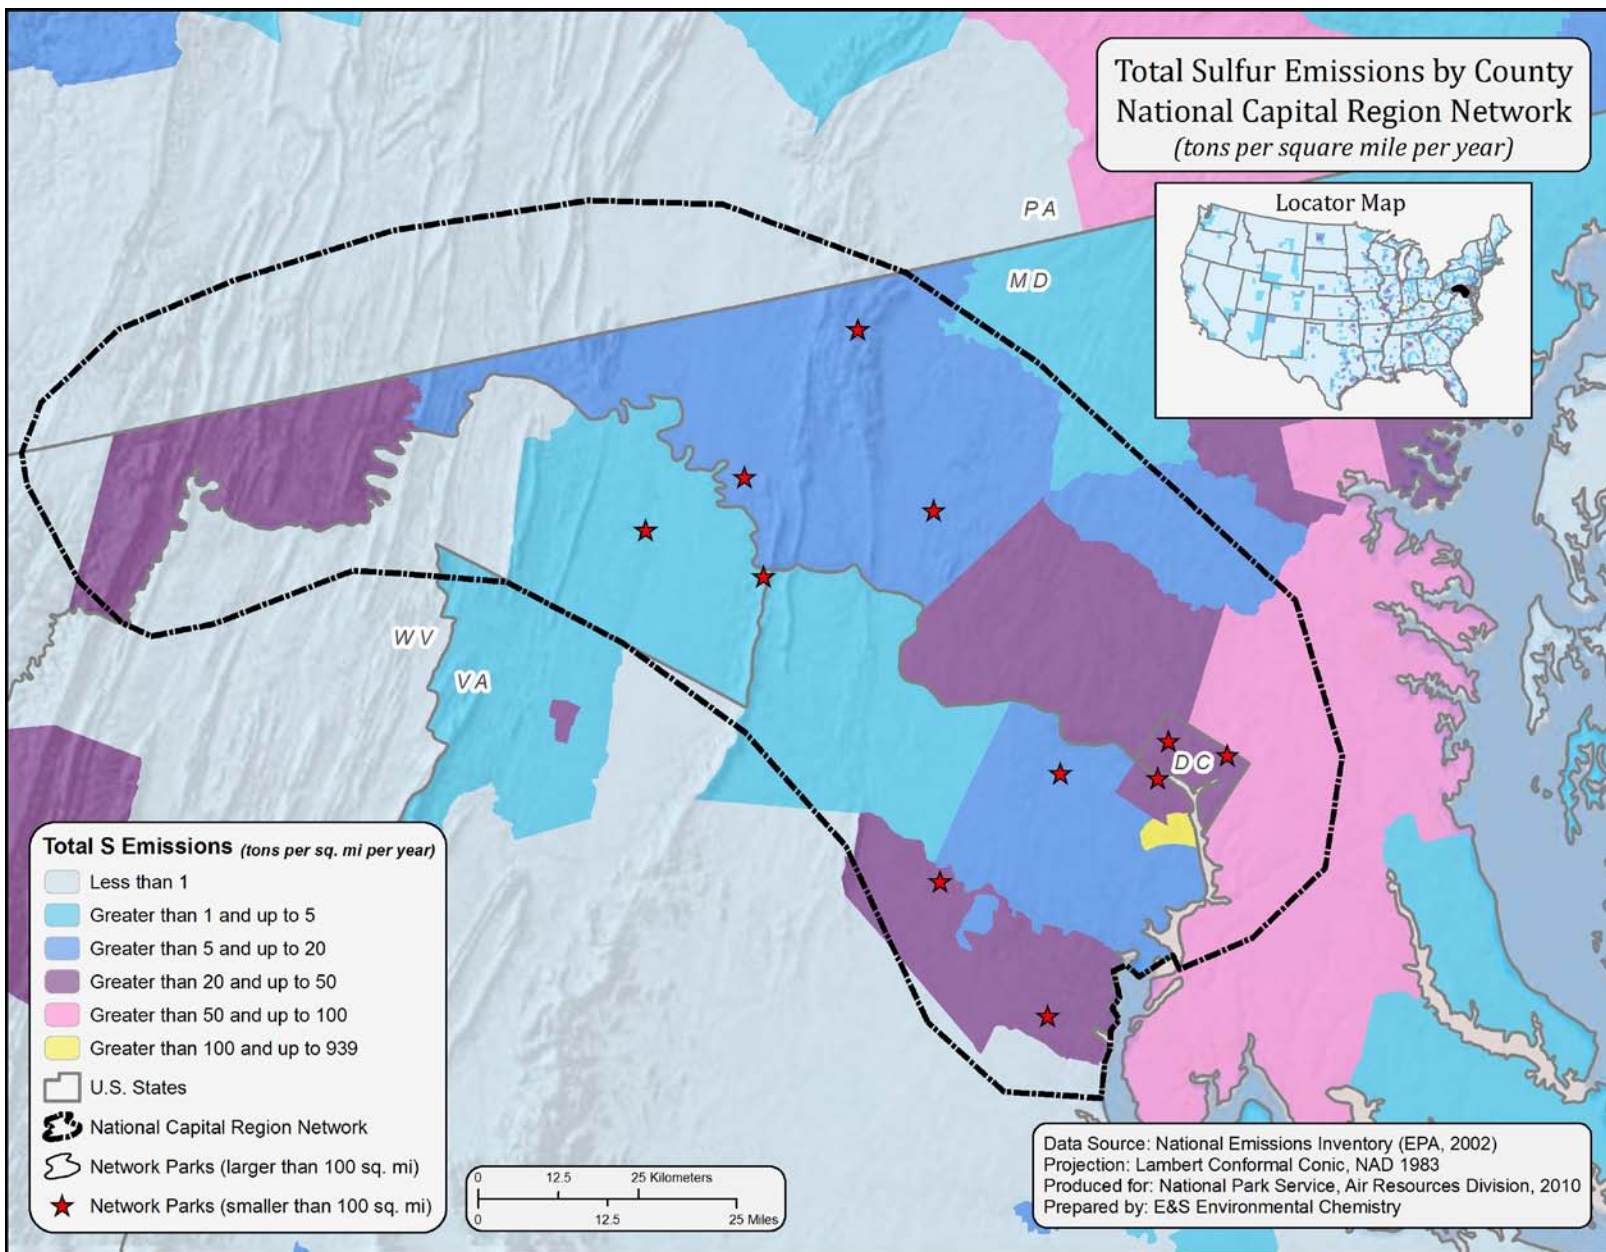 Total Sulfur Emissions by County
National Capital Region Network
(tons per square mile per year)
Locator Map
PA
MD
WV
VA
DC
Total S Emissions (tons per sq. mi per year)
Less than 1
Greater than 1 and up to 5
Greater than 5 and up to 20
Greater than 20 and up to 50
Greater than 50 and up to 100
Greater than 100 and up to 939
U.S. States
National Capital Region Network
Network Parks (larger than 100 sq. mi)
Network Parks (smaller than 100 sq. mi)
0 12.5 25 Kilometers
0 12.5 25 Miles
Data Source: National Emissions Inventory (EPA, 2002)
Projection: Lambert Conformal Conic, NAD 1983
Produced for: National Park Service, Air Resources Division, 2010
Prepared by: E&S Environmental Chemistry